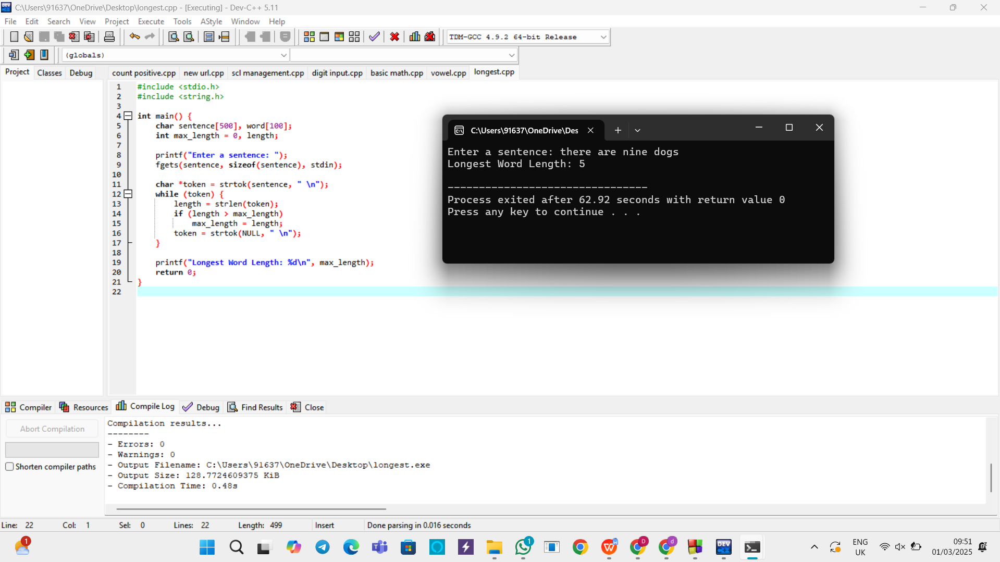 C:\Users\91637\OneDrive\Desktop\longest.cpp - [Executing] - Dev-C++ 5.11
File Edit Search View Project Execute Tools AStyle Window Help
TDM-GCC 4.9.2 64-bit Release
(globals)
Project Classes Debug
count positive.cpp new url.cpp scl management.cpp digit input.cpp basic math.cpp vowel.cpp longest.cpp
1 #include <stdio.h>
2 #include <string.h>
3
4 int main() {
5 char sentence[500], word[100];
6 int max_length = 0, length;
7
8 printf("Enter a sentence: ");
9 fgets(sentence, sizeof(sentence), stdin);
10
11 char *token = strtok(sentence, " \n");
12 while (token) {
13 length = strlen(token);
14 if (length > max_length)
15 max_length = length;
16 token = strtok(NULL, " \n");
17 }
18
19 printf("Longest Word Length: %d\n", max_length);
20 return 0;
21 }
22
C:\Users\91637\OneDrive\Des
Enter a sentence: there are nine dogs
Longest Word Length: 5
--------------------------------
Process exited after 62.92 seconds with return value 0
Press any key to continue . . .
Compiler Resources Compile Log Debug Find Results Close
Abort Compilation
Shorten compiler paths
Compilation results...
--------
- Errors: 0
- Warnings: 0
- Output Filename: C:\Users\91637\OneDrive\Desktop\longest.exe
- Output Size: 128.7724609375 KiB
- Compilation Time: 0.48s
Line: 22 Col: 1 Sel: 0 Lines: 22 Length: 499 Insert Done parsing in 0.016 seconds
1
1
D
d
DEV
ENG
UK
09:51
01/03/2025